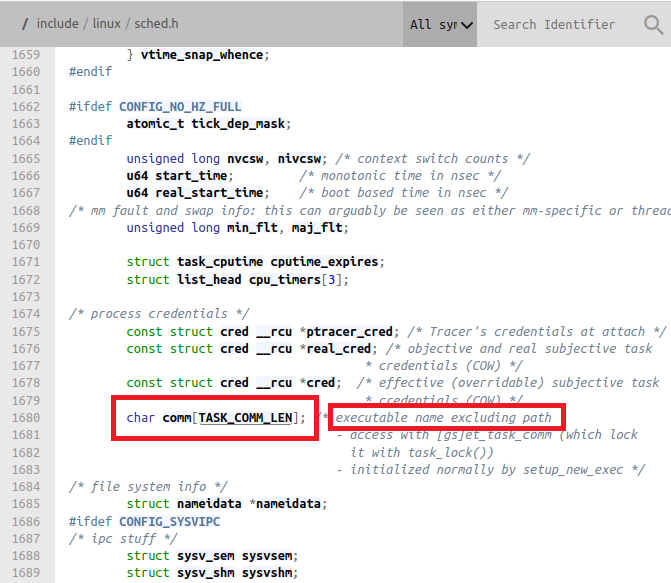 / include / linux / sched.h All syr Search Identifier
1659 } vtime_snap_whence;
1660 #endif
1661
1662 #ifdef CONFIG_NO_HZ_FULL
1663 atomic_t tick_dep_mask;
1664 #endif
1665 unsigned long nvcsw, nivcsw; /* context switch counts */
1666 u64 start_time; /* monotonic time in nsec */
1667 u64 real_start_time; /* boot based time in nsec */
1668 /* mm fault and swap info: this can arguably be seen as either mm-specific or thread
1669 unsigned long min_flt, maj_flt;
1670
1671 struct task_cputime cputime_expires;
1672 struct list_head cpu_timers[3];
1673
1674 /* process credentials */
1675 const struct cred __rcu *ptracer_cred; /* Tracer's credentials at attach */
1676 const struct cred __rcu *real_cred; /* objective and real subjective task
1677 * credentials (COW) */
1678 const struct cred __rcu *cred; /* effective (overridable) subjective task
1679 * credentials (COW) */
1680 char comm[TASK_COMM_LEN]; /* executable name excluding path
1681 - access with [gs]et_task_comm (which lock
1682 it with task_lock())
1683 - initialized normally by setup_new_exec */
1684 /* file system info */
1685 struct nameidata *nameidata;
1686 #ifdef CONFIG_SYSVIPC
1687 /* ipc stuff */
1688 struct sysv_sem sysvsem;
1689 struct sysv_shm sysvshm;